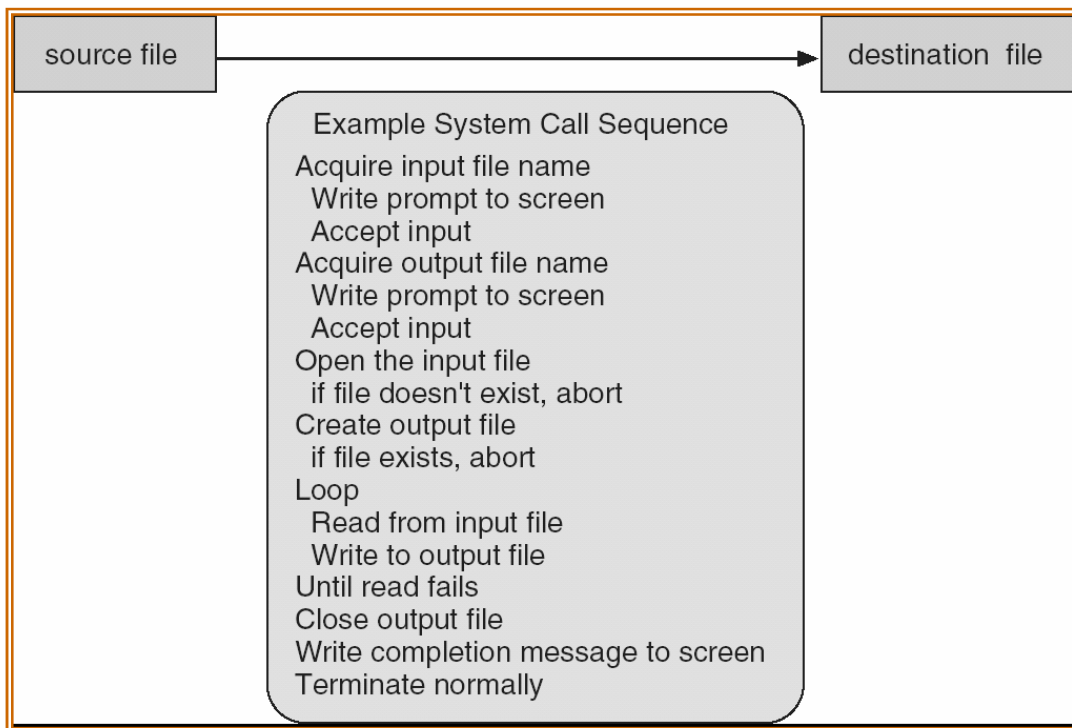 source file
destination file
Example System Call Sequence
Acquire input file name
Write prompt to screen
Accept input
Acquire output file name
Write prompt to screen
Accept input
Open the input file
if file doesn't exist, abort
Create output file
if file exists, abort
Loop
Read from input file
Write to output file
Until read fails
Close output file
Write completion message to screen
Terminate normally